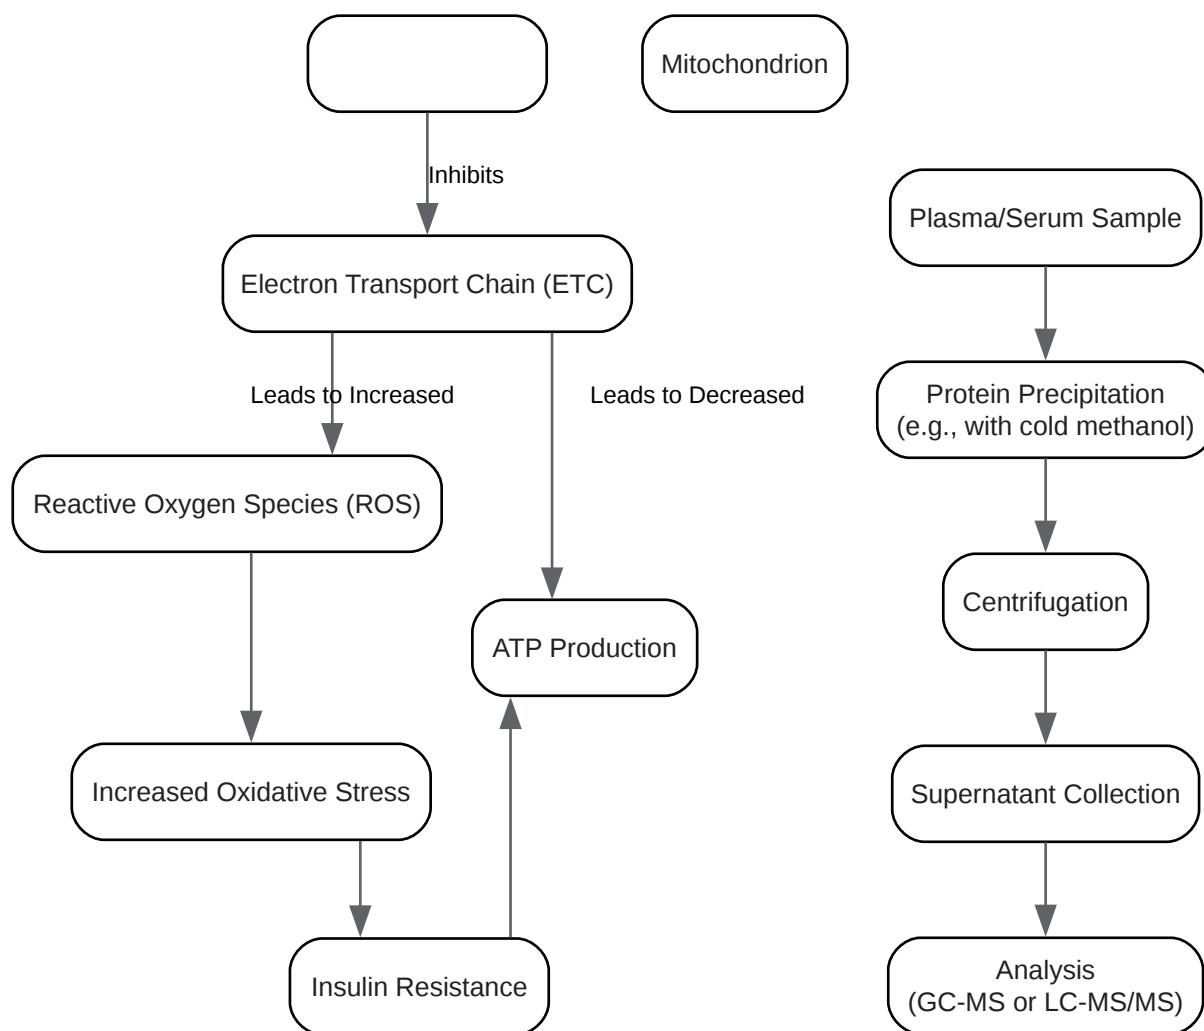 Mitochondrion
Inhibits
Electron Transport Chain (ETC)
Leads to Increased
Leads to Decreased
Reactive Oxygen Species (ROS)
ATP Production
Increased Oxidative Stress
Insulin Resistance
Plasma/Serum Sample
Protein Precipitation
(e.g., with cold methanol)
Centrifugation
Supernatant Collection
Analysis
(GC-MS or LC-MS/MS)